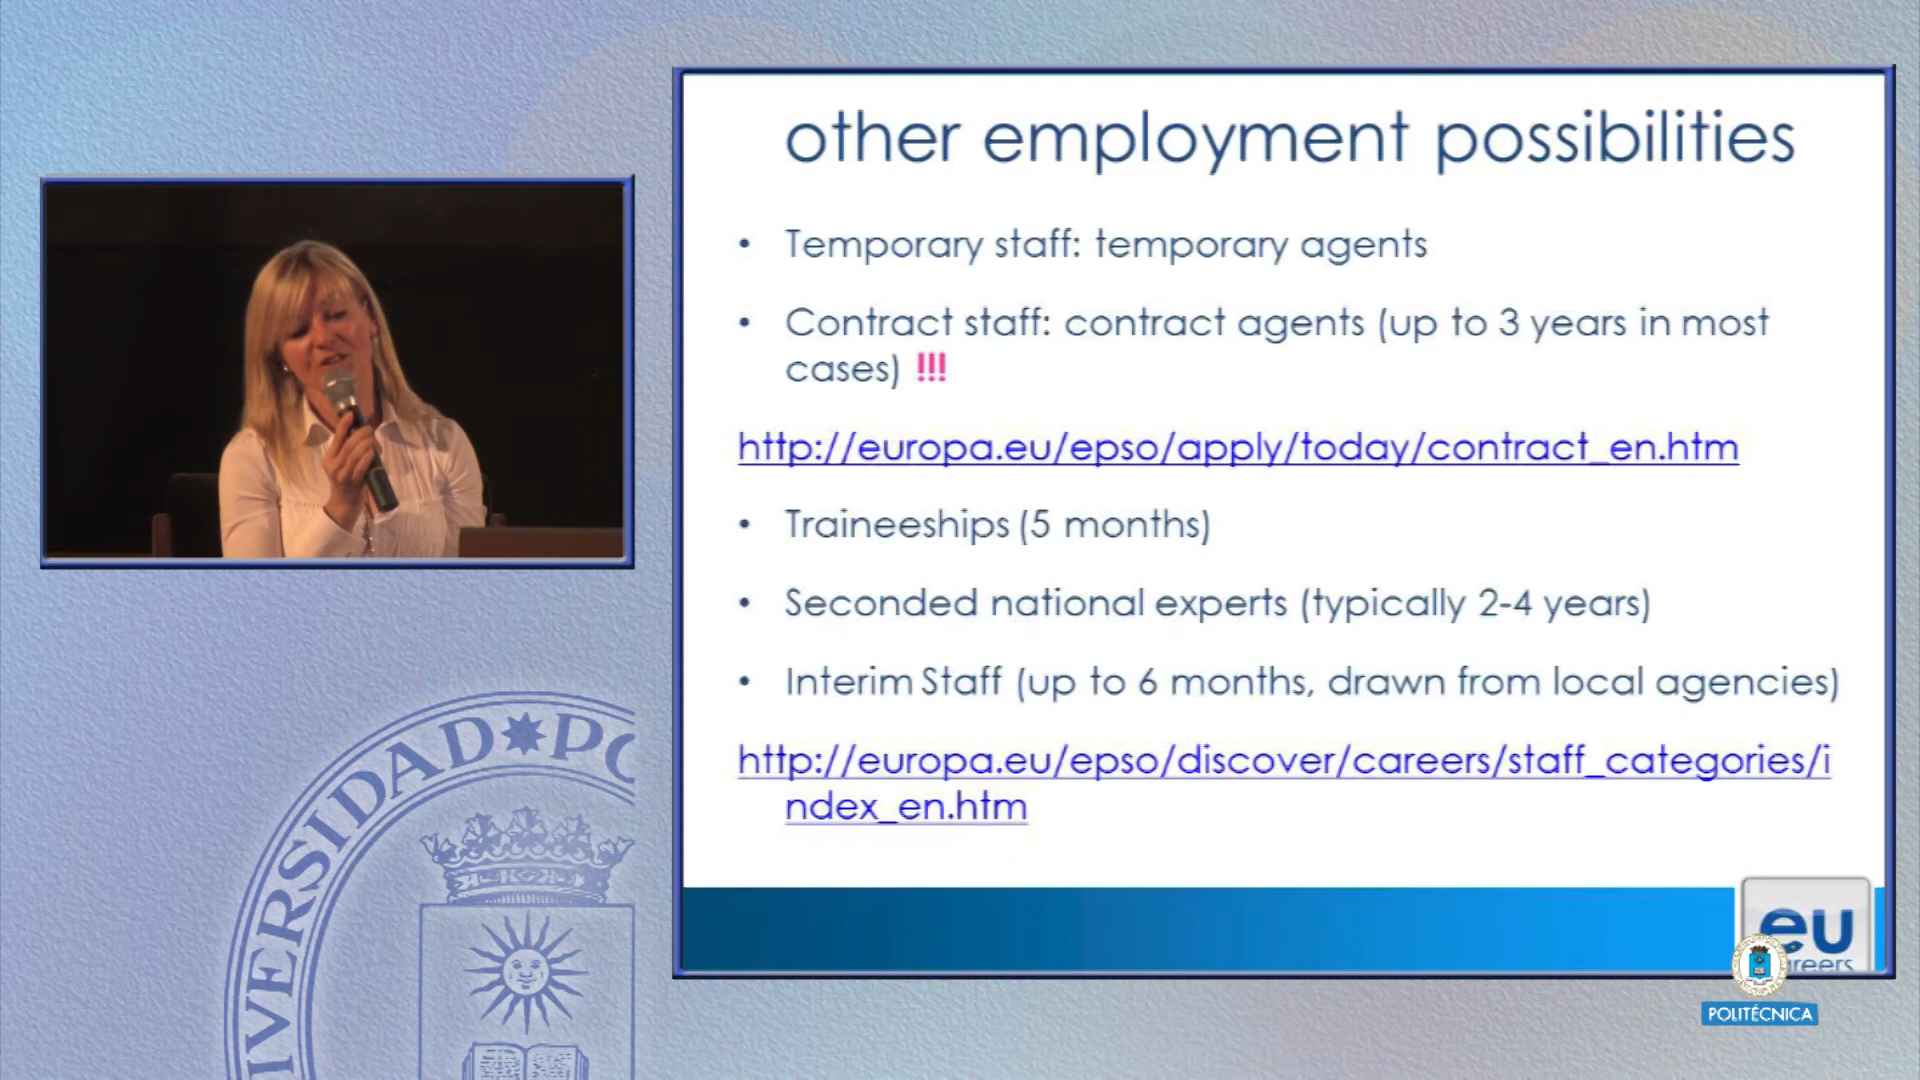 other employment possibilities
• Temporary staff: temporary agents
• Contract staff: contract agents (up to 3 years in most
cases) !!!
http://europa.eu/epso/apply/today/contract_en.htm
• Traineeships (5 months)
• Seconded national experts (typically 2-4 years)
• Interim Staff (up to 6 months, drawn from local agencies)
http://europa.eu/epso/discover/careers/staff_categories/i
ndex_en.htm
eu
POLITÉCNICA